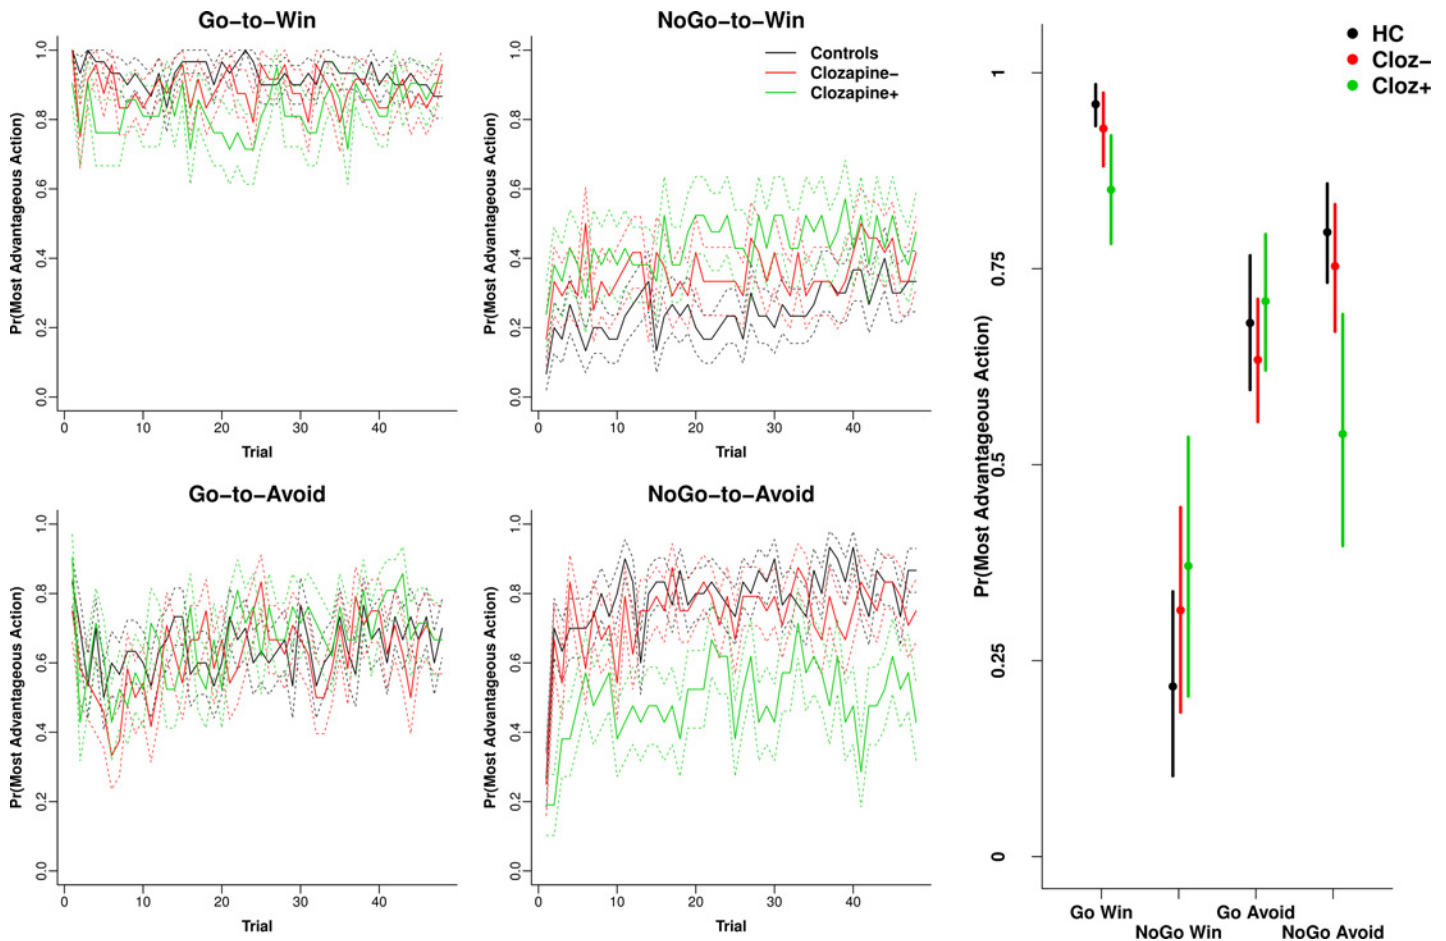 Go−to−Win
Pr(Most Advantageous Action)
1.0
0.8
0.6
0.4
0.2
0.0
0 10 20 30 40
Trial
NoGo−to−Win
Controls
Clozapine−
Clozapine+
Pr(Most Advantageous Action)
1.0
0.8
0.6
0.4
0.2
0.0
0 10 20 30 40
Trial
Go−to−Avoid
Pr(Most Advantageous Action)
1.0
0.8
0.6
0.4
0.2
0.0
0 10 20 30 40
Trial
NoGo−to−Avoid
Pr(Most Advantageous Action)
1.0
0.8
0.6
0.4
0.2
0.0
0 10 20 30 40
Trial
HC
Cloz−
Cloz+
Pr(Most Advantageous Action)
1
0.75
0.5
0.25
0
Go Win
NoGo Win
Go Avoid
NoGo Avoid